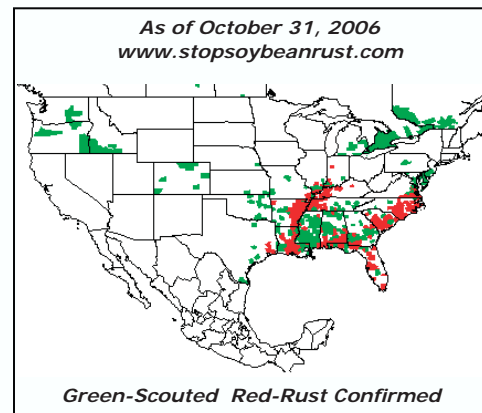 As of October 31, 2006
www.stopsoybeanrust.com
Green-Scouted Red-Rust Confirmed